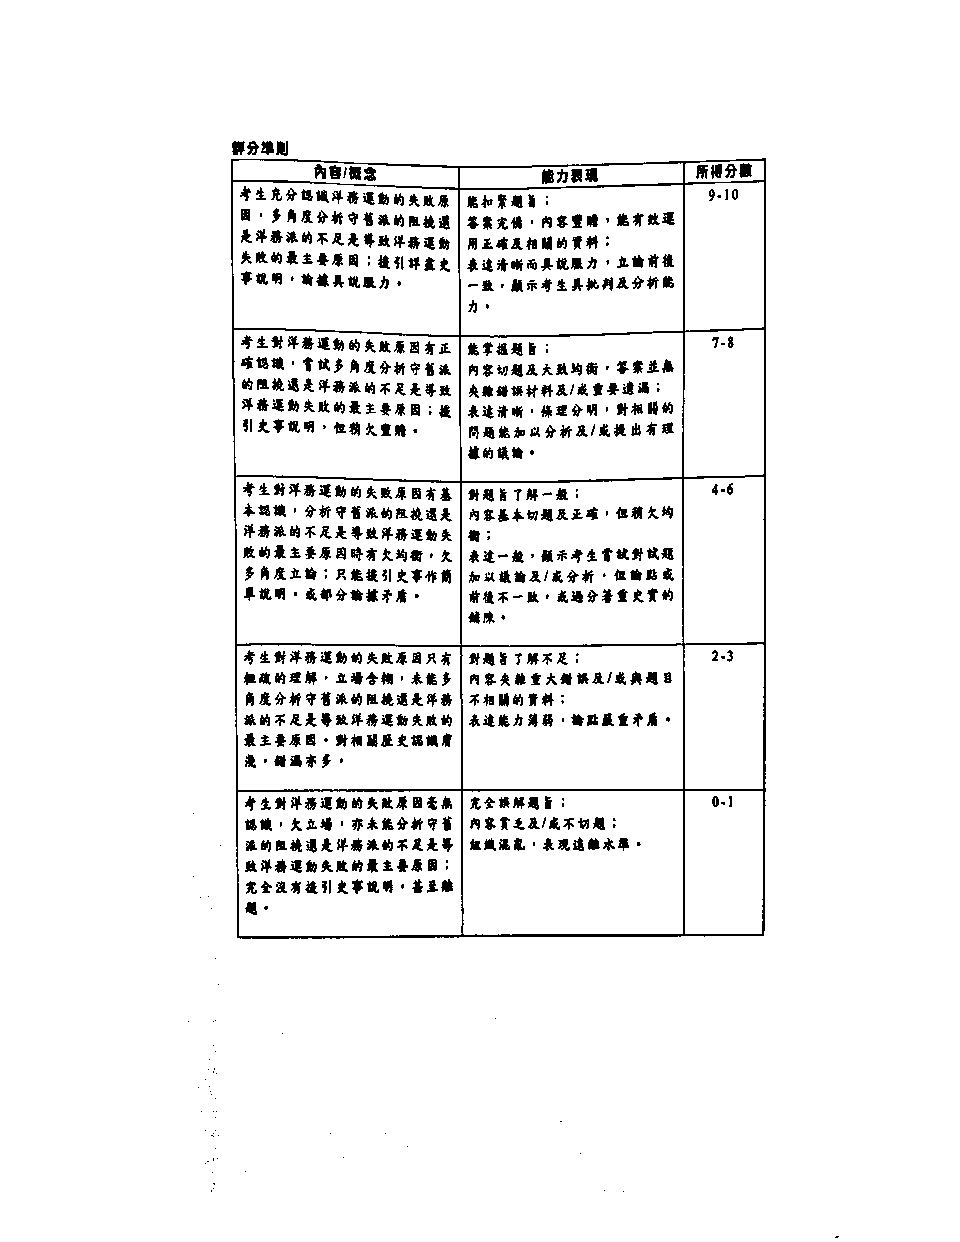 評分準則
內容/概念
能力表現
所得分數
考生充分認識洋務運動的失敗原
因，多角度分析守舊派的阻撓還
是洋務派的不足是導致洋務運動
失敗的最主要原因；援引詳盡史
事說明，論據具說服力。
能扣緊題旨；
答案完備，內容豐贍，能有效運
用正確及相關的資料；
表達清晰而具說服力，立論前後
一致，顯示考生具批判及分析能
力。
9-10
考生對洋務運動的失敗原因有正
確認識，嘗試多角度分析守舊派
的阻撓還是洋務派的不足是導致
洋務運動失敗的最主要原因；援
引史事說明，但稍欠豐贍。
能掌握題旨；
內容切題及大致均衡，答案並無
夾雜錯誤材料及/或重要遺漏；
表達清晰，條理分明，對相關的
問題能加以分析及/或提出有理
據的議論。
7-8
考生對洋務運動的失敗原因有基
本認識，分析守舊派的阻撓還是
洋務派的不足是導致洋務運動失
敗的最主要原因時有欠均衡，欠
多角度立論；只能援引史事作簡
單說明。或部分論據矛盾。
對題旨了解一般；
內容基本切題及正確，但稍欠均
衡；
表達一般，顯示考生嘗試對試題
加以議論及/或分析，但論點或
前後不一致，或過分著重史實的
鋪陳。
4-6
考生對洋務運動的失敗原因只有
粗疏的理解，立場含糊，未能多
角度分析守舊派的阻撓還是洋務
派的不足是導致洋務運動失敗的
最主要原因。對相關歷史認識膚
淺，錯漏亦多。
對題旨了解不足；
內容夾雜重大錯誤及/或與題目
不相關的資料；
表達能力薄弱，論點嚴重矛盾。
2-3
考生對洋務運動的失敗原因毫無
認識，欠立場，亦未能分析守舊
派的阻撓還是洋務派的不足是導
致洋務運動失敗的最主要原因；
完全沒有援引史事說明，甚至離
題。
完全誤解題旨；
內容貧乏及/或不切題；
組織混亂，表現遠離水準。
0-1